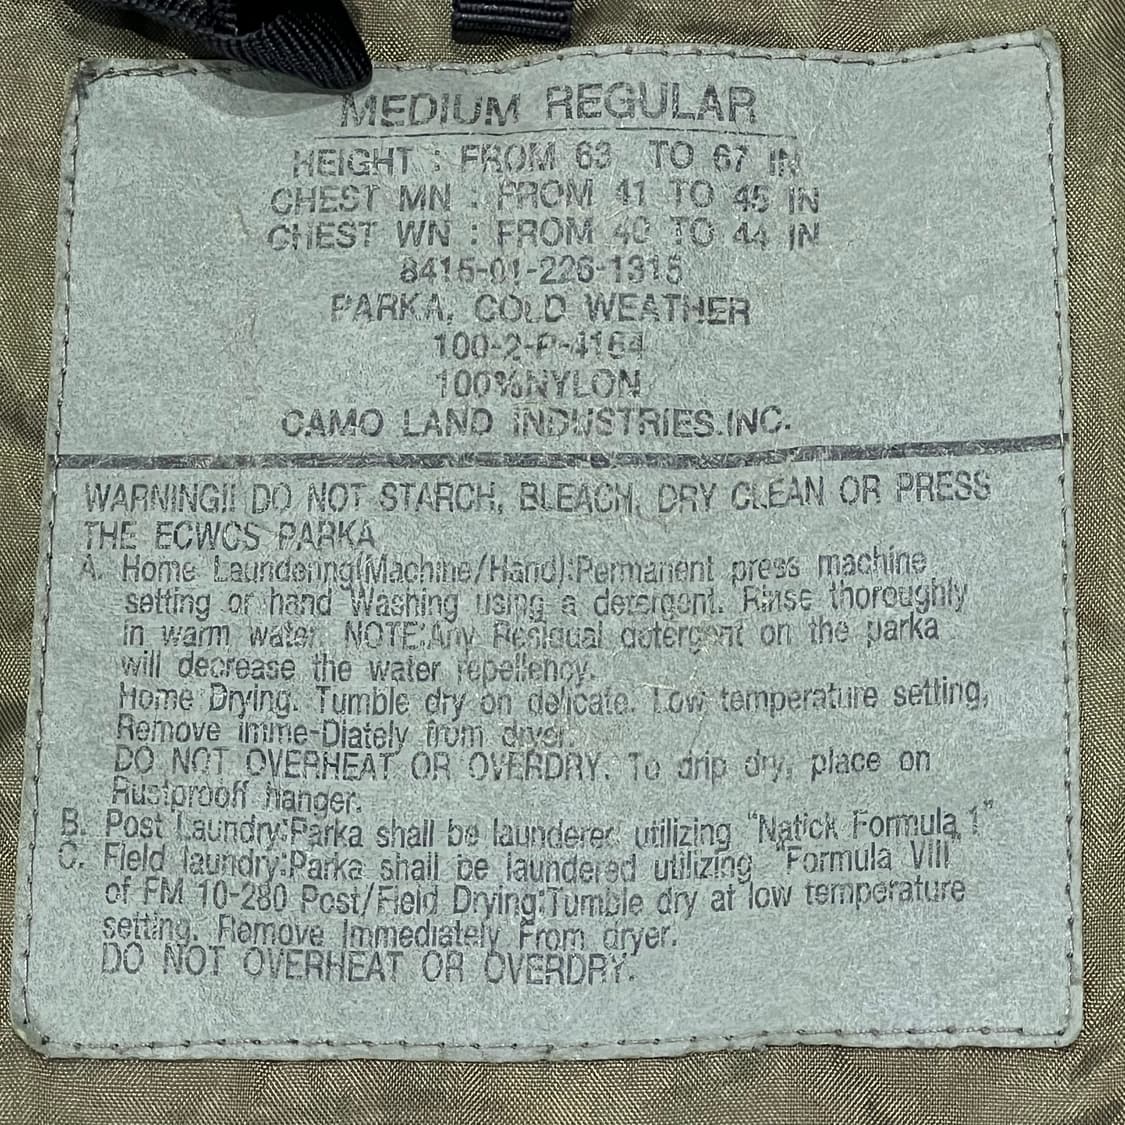 MEDIUM REGULAR
HEIGHT : FROM 63 TO 67 IN
CHEST MN : FROM 41 TO 45 IN
CHEST WN : FROM 40 TO 44 IN
8415-01-226-1315
PARKA, COLD WEATHER
100-2-P-4164
100%NYLON
CAMO LAND INDUSTRIES.INC.
WARNING!! DO NOT STARCH, BLEACH, DRY CLEAN OR PRESS
THE ECWCS PARKA
A. Home Laundering(Machine/Hand):Permanent press machine
setting or hand Washing using a detergent. Rinse thoroughly
in warm water. NOTE:Any Residual detergent on the parka
will decrease the water repellency.
Home Drying. Tumble dry on delicate. Low temperature setting,
Remove imme-Diately from dryer.
DO NOT OVERHEAT OR OVERDRY. To drip dry, place on
Rustprooff hanger.
B. Post Laundry:Parka shall be laundered utilizing "Natick Formula 1"
C. Field laundry:Parka shall be laundered utilizing "Formula VIII"
of FM 10-280 Post/Field Drying:Tumble dry at low temperature
setting. Remove Immediately From dryer.
DO NOT OVERHEAT OR OVERDRY.